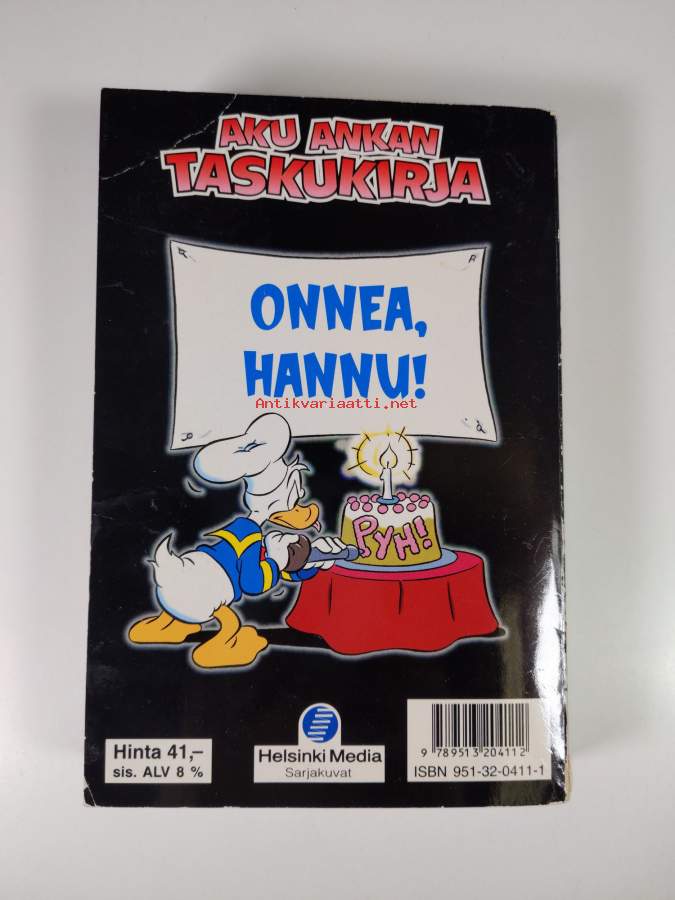 AKU ANKAN
TASKUKIRJA
ONNEA,
HANNU!
Antikvariaatti.net
PYH!
Hinta 41,–
sis. ALV 8 %
Helsinki Media
Sarjakuvat
9 789513 204112
ISBN 951-32-0411-1